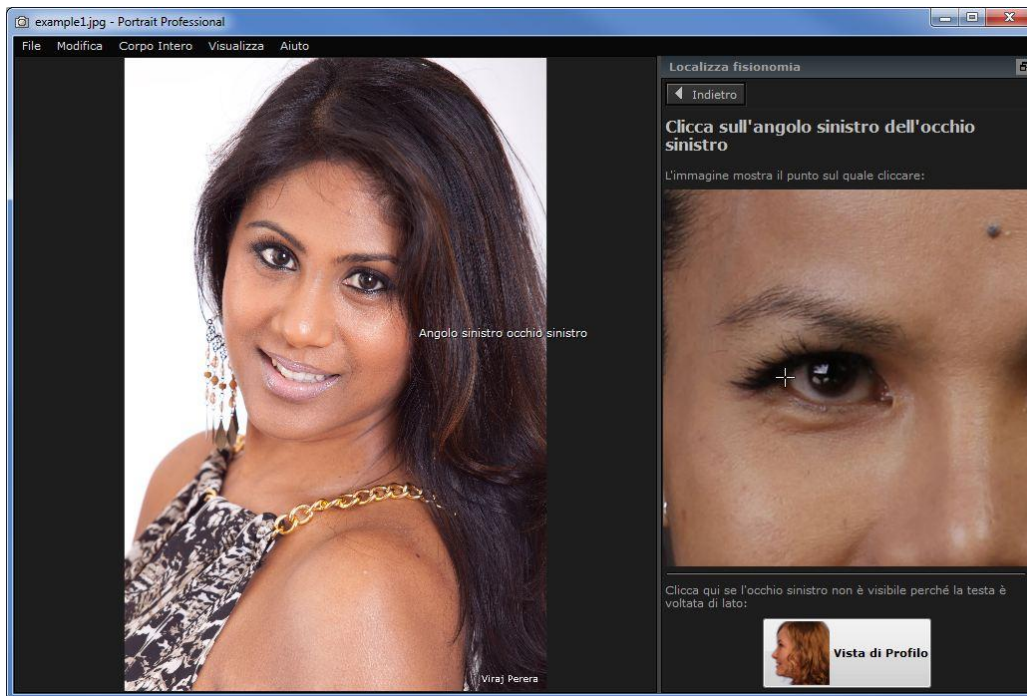 example1.jpg - Portrait Professional
File Modifica Corpo Intero Visualizza Aiuto
Localizza fisionomia
Indietro
Clicca sull'angolo sinistro dell'occhio
sinistro
L'immagine mostra il punto sul quale cliccare:
Angolo sinistro occhio sinistro
Clicca qui se l'occhio sinistro non è visibile perché la testa è
voltata di lato:
Vista di Profilo
Viraj Perera